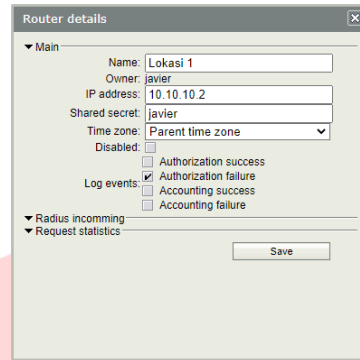 Router details
Main
Name: Lokasi 1
Owner: javier
IP address: 10.10.10.2
Shared secret: javier
Time zone: Parent time zone
Disabled:
Authorization success
Log events: Authorization failure
Accounting success
Accounting failure
Radius incomming
Request statistics
Save